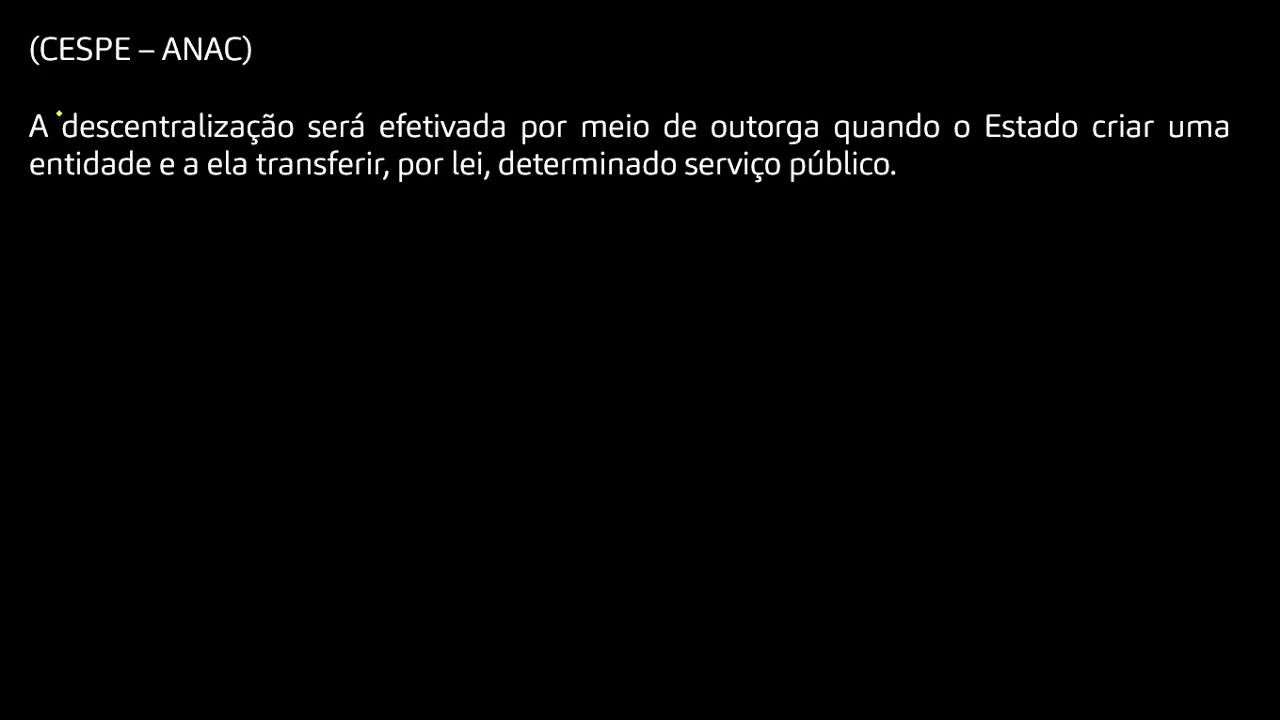 (CESPE – ANAC)
A descentralização será efetivada por meio de outorga quando o Estado criar uma
entidade e a ela transferir, por lei, determinado serviço público.